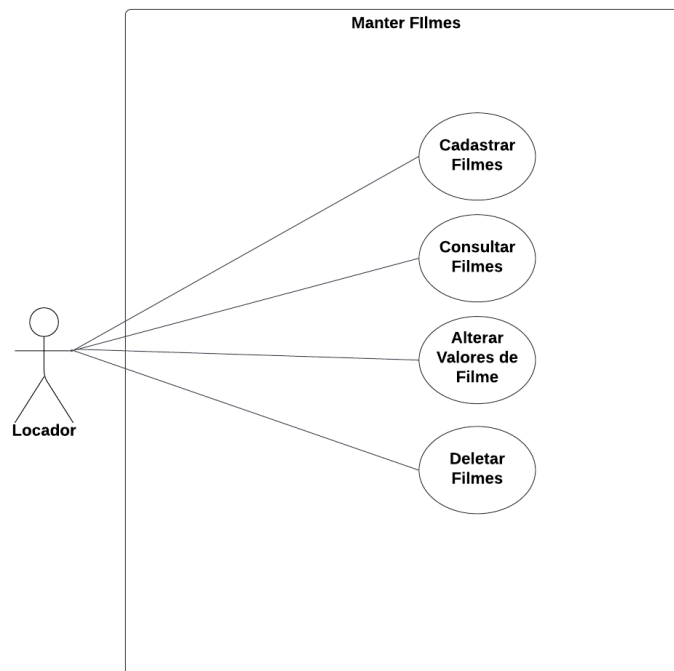 Manter FIlmes
Cadastrar
Filmes
Consultar
Filmes
Alterar
Valores de
Filme
Locador
Deletar
Filmes